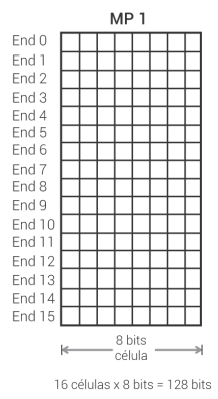 MP 1
End 0
End 1
End 2
End 3
End 4
End 5
End 6
End 7
End 8
End 9
End 10
End 11
End 12
End 13
End 14
End 15
8 bits
célula
16 células x 8 bits = 128 bits